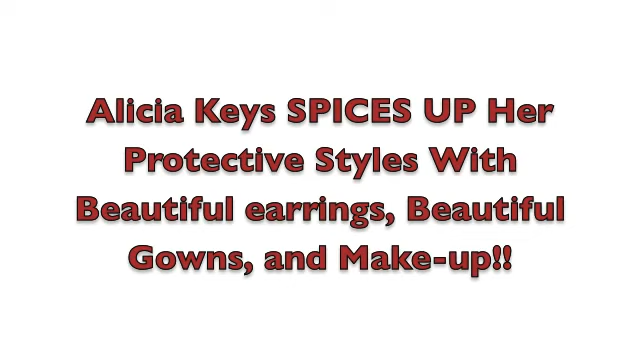 Alicia Keys SPICES UP Her
Protective Styles With
Beautiful earrings, Beautiful
Gowns, and Make-up!!